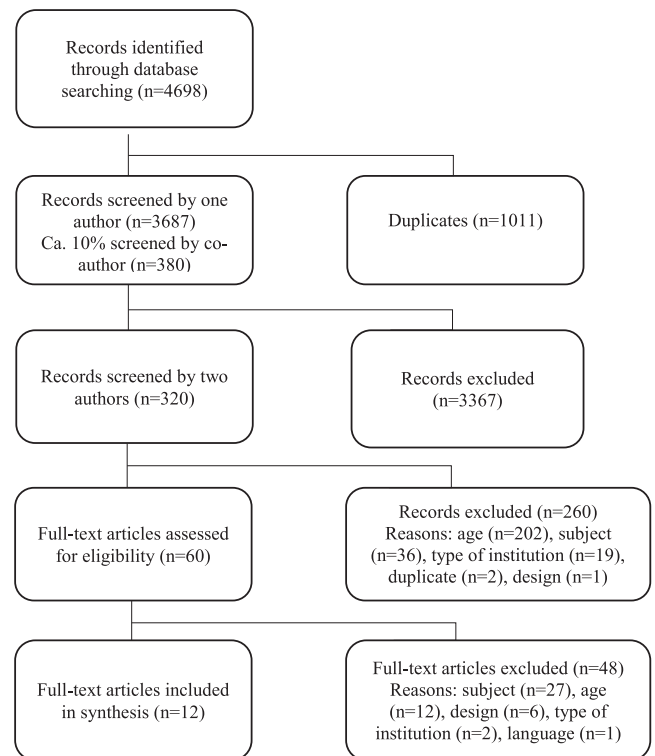 Records identified
through database
searching (n=4698)
Records screened by one
author (n=3687)
Ca. 10% screened by co-
author (n=380)
Duplicates (n=1011)
Records screened by two
authors (n=320)
Records excluded
(n=3367)
Full-text articles assessed
for eligibility (n=60)
Records excluded (n=260)
Reasons: age (n=202), subject
(n=36), type of institution (n=19),
duplicate (n=2), design (n=1)
Full-text articles included
in synthesis (n=12)
Full-text articles excluded (n=48)
Reasons: subject (n=27), age
(n=12), design (n=6), type of
institution (n=2), language (n=1)